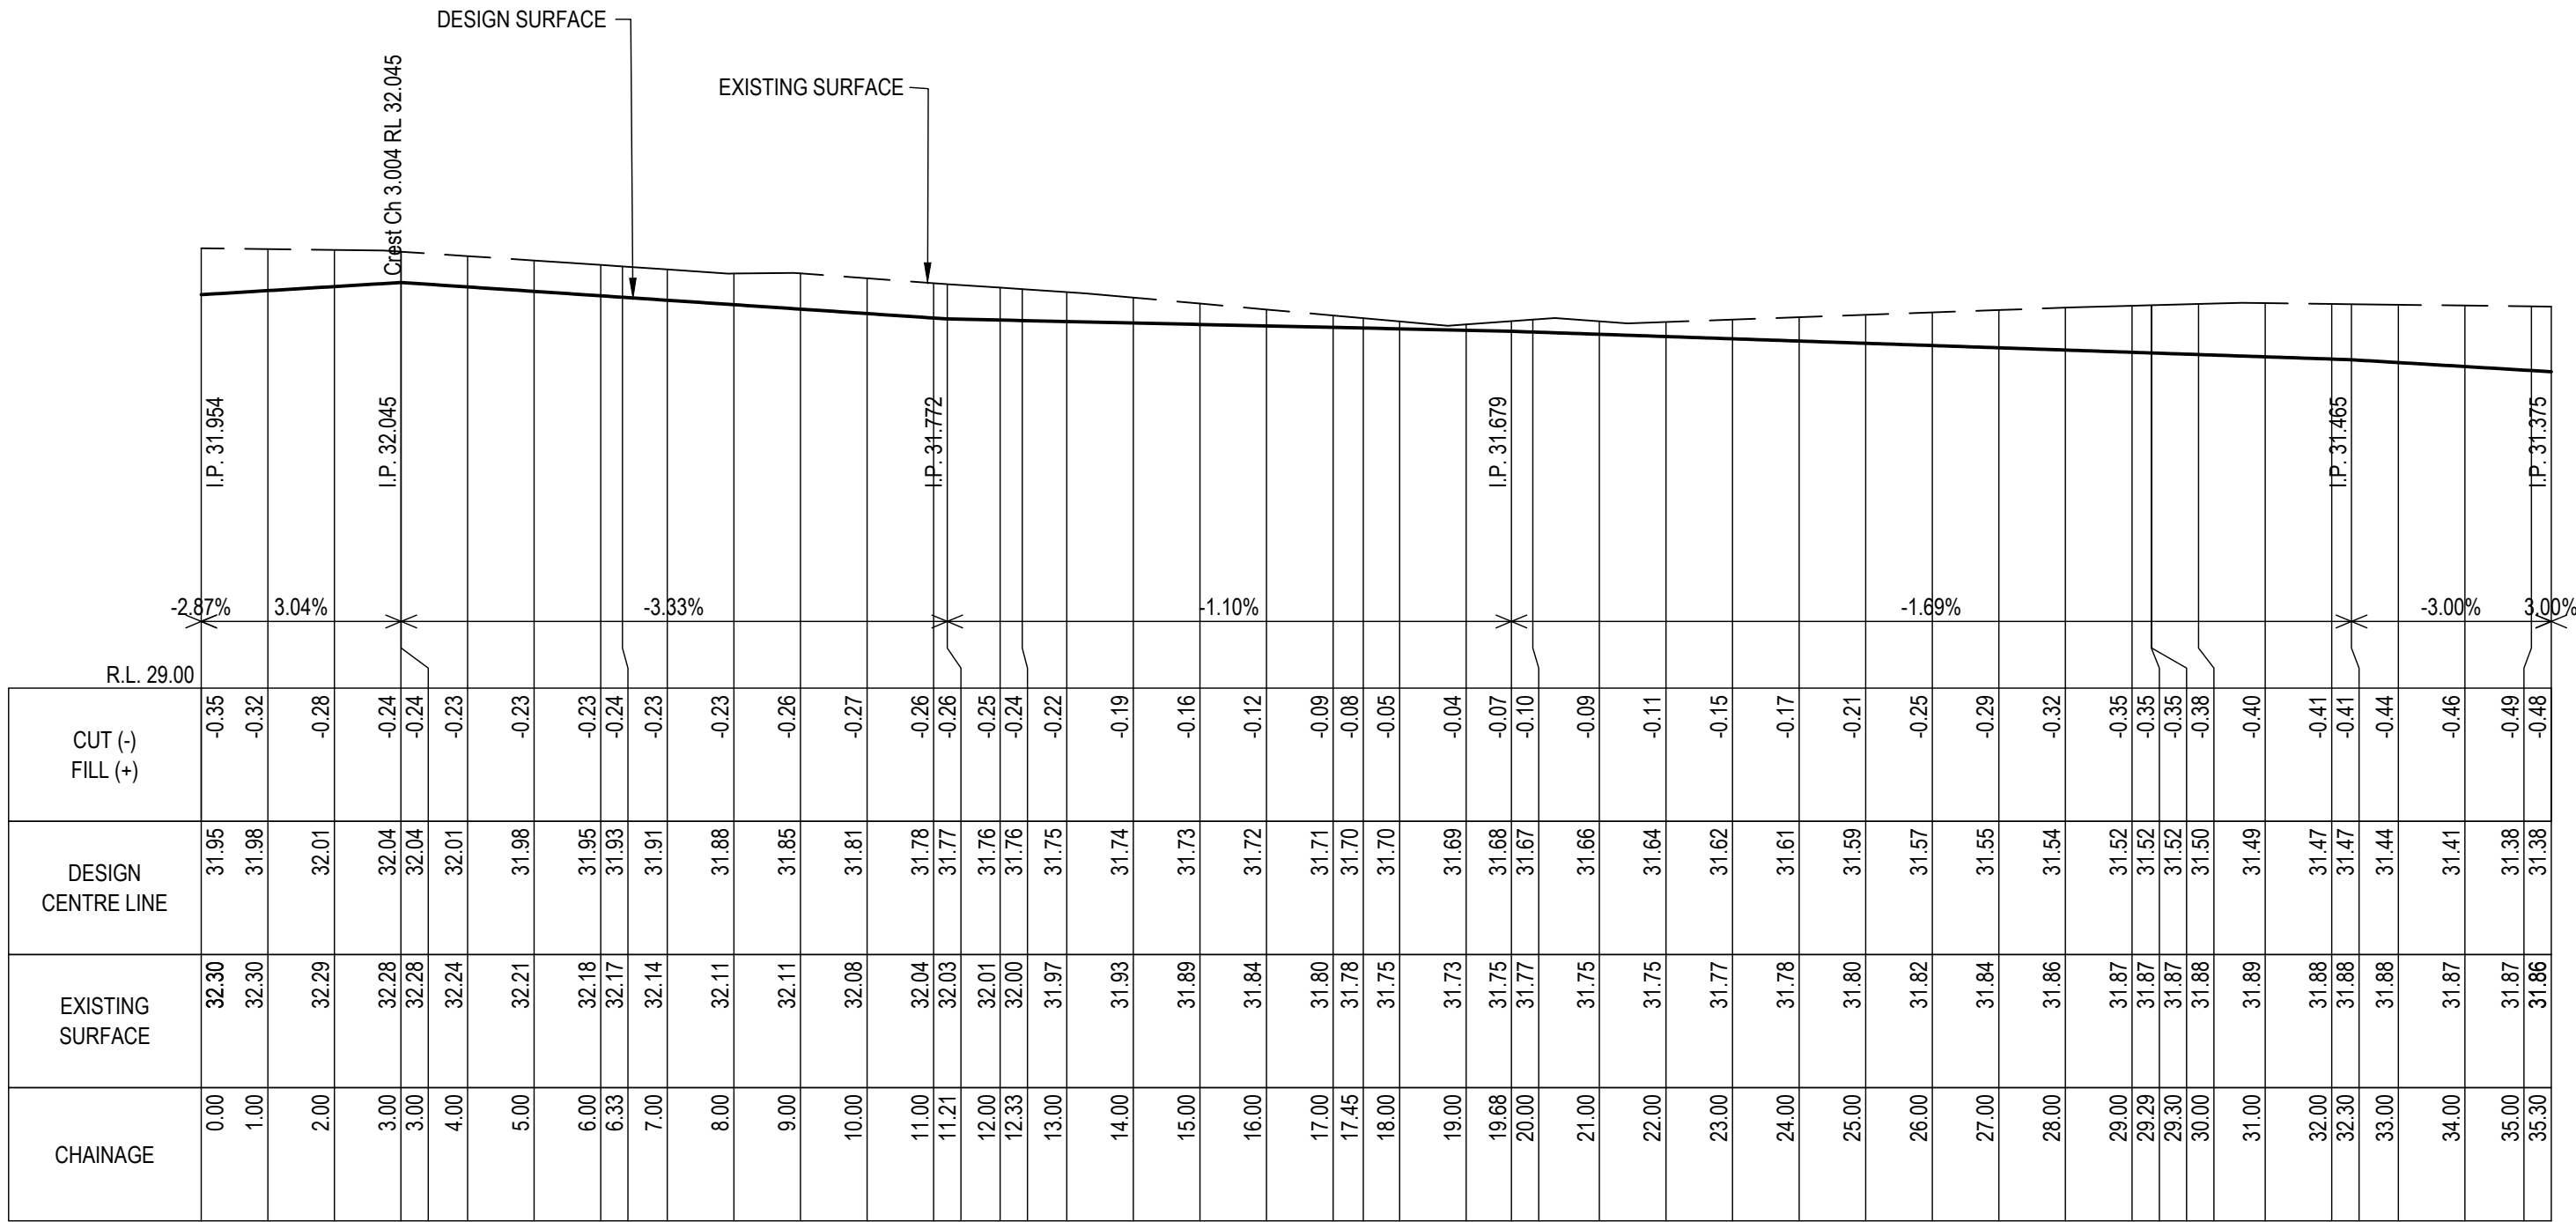 DESIGN SURFACE
EXISTING SURFACE
Crest Ch 3.004 RL 32.045
I.P. 31.954
I.P. 32.045
I.P. 31.772
I.P. 31.679
I.P. 31.465
I.P. 31.375
-2.87% 3.04% -3.33% -1.10% -1.69% -3.00% 3.00%
R.L. 29.00
CUT (-)
FILL (+)
-0.35 -0.32 -0.28 -0.24 -0.24 -0.23 -0.23 -0.23 -0.24 -0.23 -0.23 -0.26 -0.27 -0.26 -0.26 -0.25 -0.24 -0.22 -0.19 -0.16 -0.12 -0.09 -0.08 -0.05 -0.04 -0.07 -0.10 -0.09 -0.11 -0.15 -0.17 -0.21 -0.25 -0.29 -0.32 -0.35 -0.35 -0.35 -0.38 -0.40 -0.41 -0.41 -0.44 -0.46 -0.49 -0.48
DESIGN
CENTRE LINE
31.95 31.98 32.01 32.04 32.04 32.01 31.98 31.95 31.93 31.91 31.88 31.85 31.81 31.78 31.77 31.76 31.76 31.75 31.74 31.73 31.72 31.71 31.70 31.70 31.69 31.68 31.67 31.66 31.64 31.62 31.61 31.59 31.57 31.55 31.54 31.52 31.52 31.52 31.50 31.49 31.47 31.47 31.44 31.41 31.38 31.38
EXISTING
SURFACE
32.30 32.30 32.29 32.28 32.28 32.24 32.21 32.18 32.17 32.14 32.11 32.11 32.08 32.04 32.03 32.01 32.00 31.97 31.93 31.89 31.84 31.80 31.78 31.75 31.73 31.75 31.77 31.75 31.75 31.77 31.78 31.80 31.82 31.84 31.86 31.87 31.87 31.87 31.88 31.89 31.88 31.88 31.88 31.87 31.87 31.86
CHAINAGE
0.00 1.00 2.00 3.00 3.00 4.00 5.00 6.00 6.33 7.00 8.00 9.00 10.00 11.00 11.21 12.00 12.33 13.00 14.00 15.00 16.00 17.00 17.45 18.00 19.00 19.68 20.00 21.00 22.00 23.00 24.00 25.00 26.00 27.00 28.00 29.00 29.29 29.30 30.00 31.00 32.00 32.30 33.00 34.00 35.00 35.30